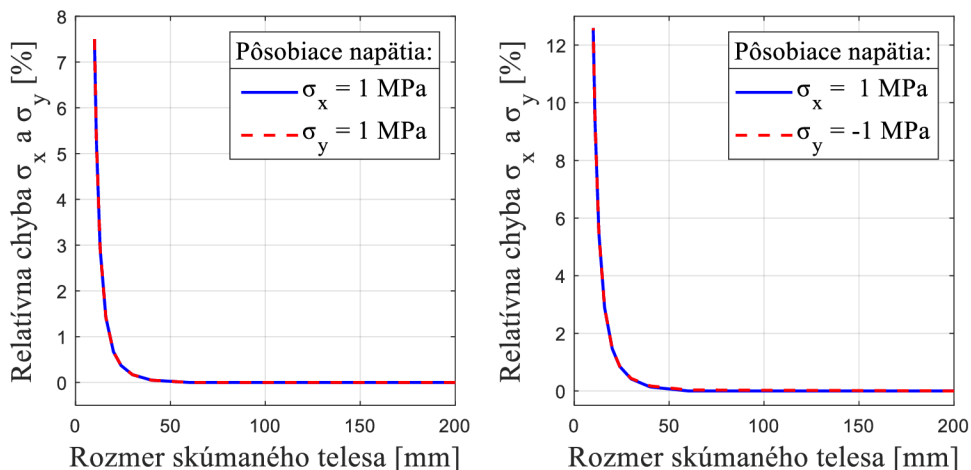 Relatívna chyba σx a σy [%]
8
7
6
5
4
3
2
1
0
Pôsobiace napätia:
σx = 1 MPa
σy = 1 MPa
0
50
100
150
200
Rozmer skúmaného telesa [mm]
Relatívna chyba σx a σy [%]
12
10
8
6
4
2
0
Pôsobiace napätia:
σx = 1 MPa
σy = -1 MPa
0
50
100
150
200
Rozmer skúmaného telesa [mm]